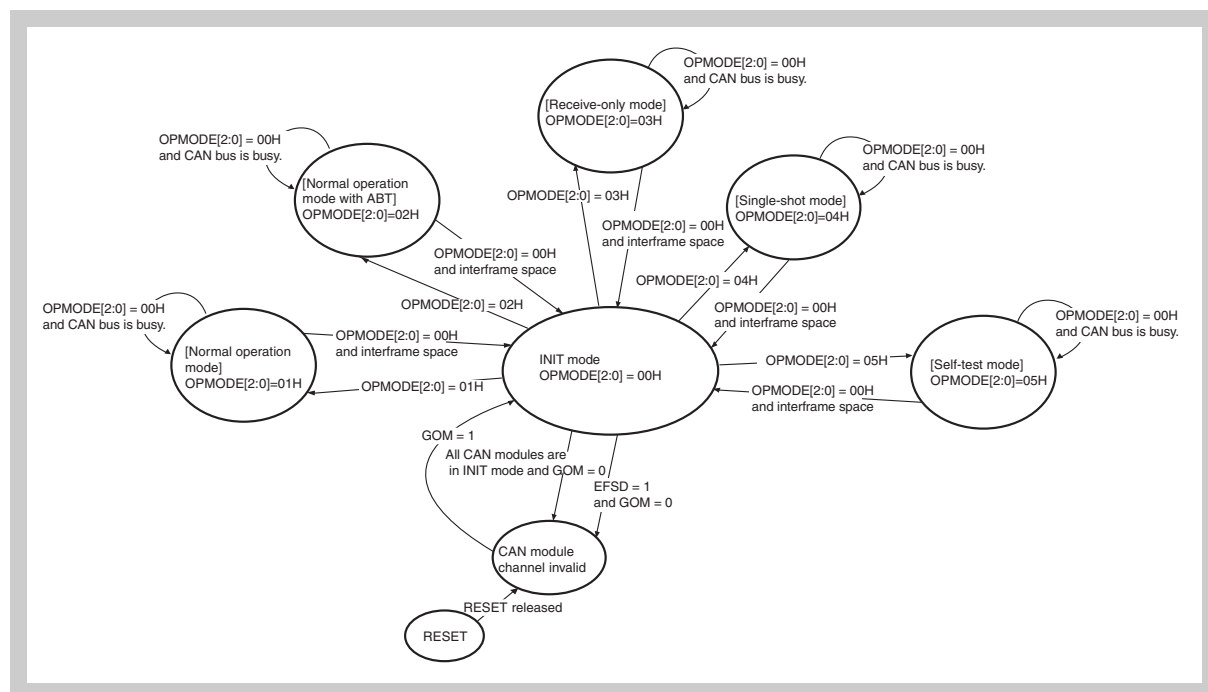 OPMODE[2:0] = 00H
and CAN bus is busy.
[Receive-only mode]
OPMODE[2:0]=03H
OPMODE[2:0] = 00H
and CAN bus is busy.
[Normal operation
mode with ABT]
OPMODE[2:0]=02H
OPMODE[2:0] = 00H
and CAN bus is busy.
[Single-shot mode]
OPMODE[2:0]=04H
OPMODE[2:0] = 03H
OPMODE[2:0] = 00H
and interframe space
OPMODE[2:0] = 00H
and interframe space
OPMODE[2:0] = 04H
OPMODE[2:0] = 02H
OPMODE[2:0] = 00H
and interframe space
OPMODE[2:0] = 00H
and CAN bus is busy.
[Normal operation
mode]
OPMODE[2:0]=01H
OPMODE[2:0] = 00H
and interframe space
OPMODE[2:0] = 01H
INIT mode
OPMODE[2:0] = 00H
OPMODE[2:0] = 05H
OPMODE[2:0] = 00H
and interframe space
OPMODE[2:0] = 00H
and CAN bus is busy.
[Self-test mode]
OPMODE[2:0]=05H
GOM = 1
All CAN modules are
in INIT mode and GOM = 0
EFSD = 1
and GOM = 0
CAN module
channel invalid
RESET released
RESET